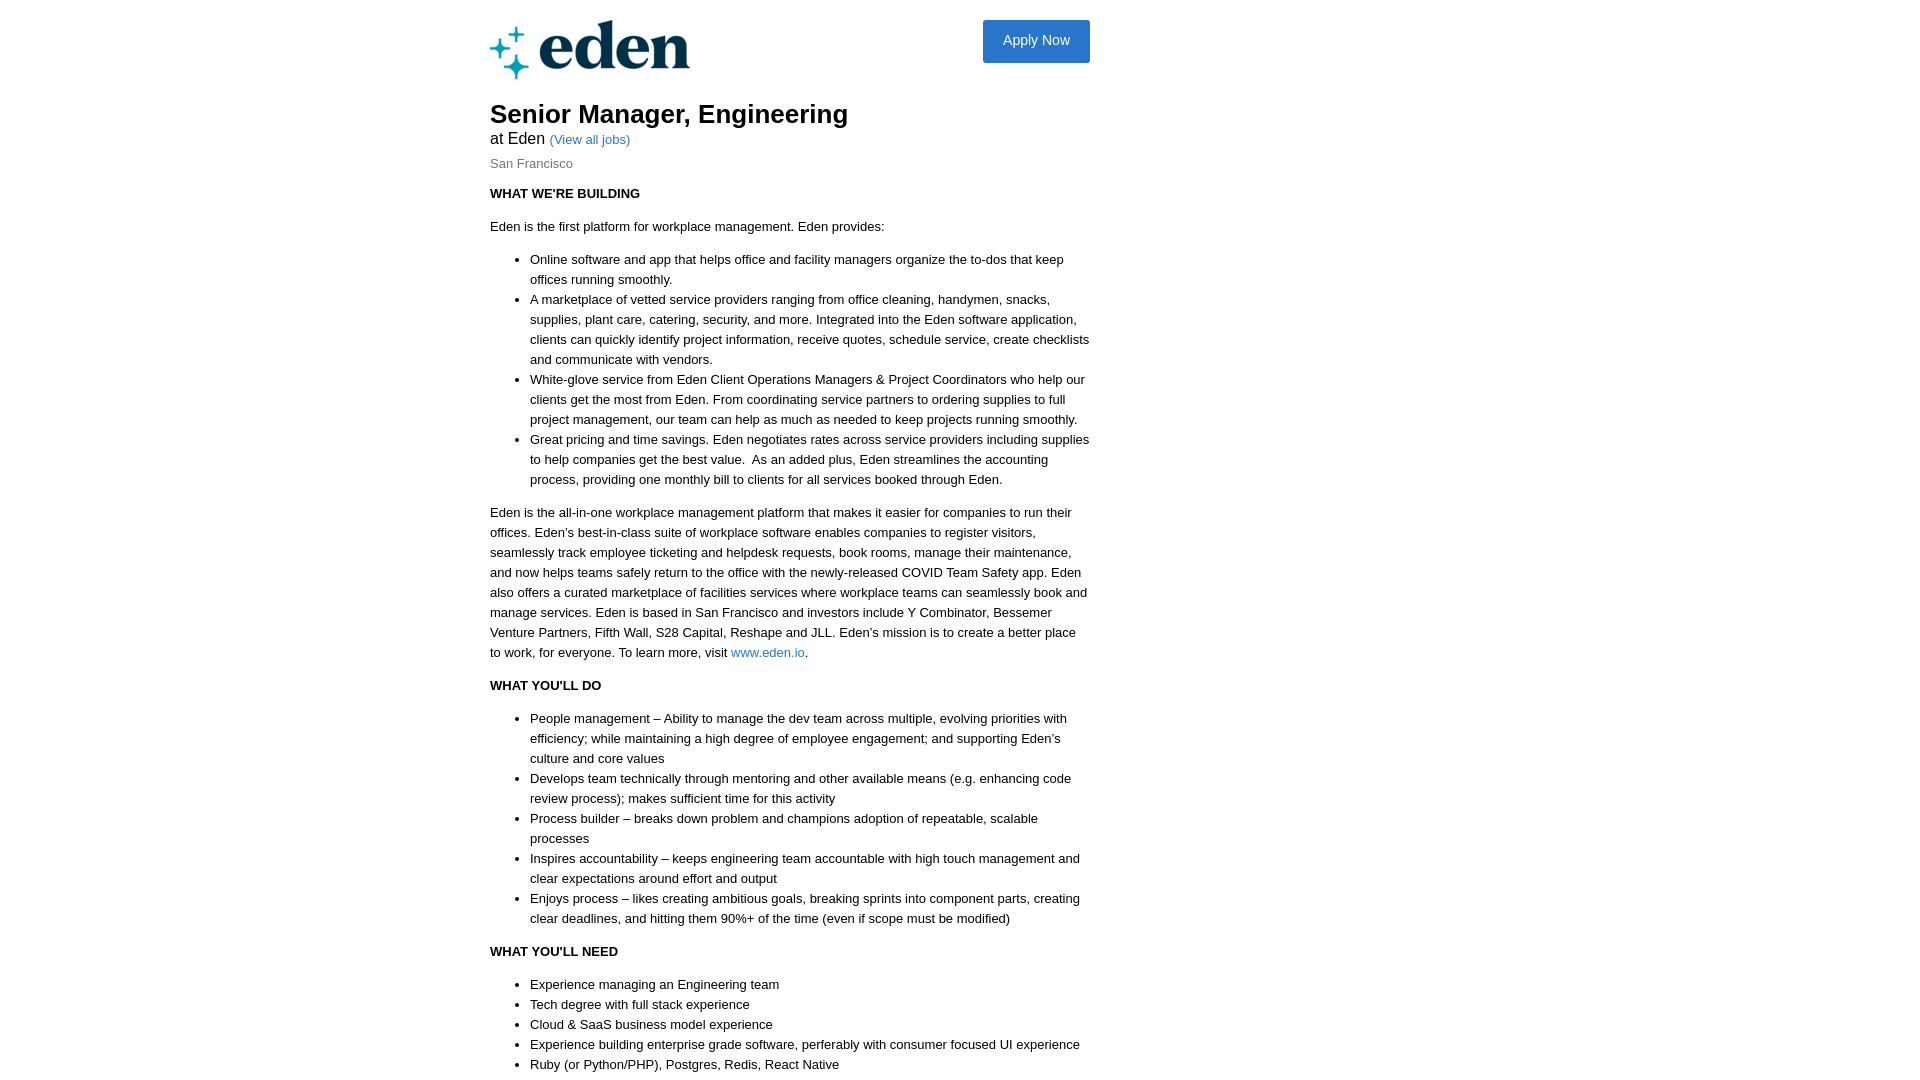 eden
Apply Now
Senior Manager, Engineering
at Eden (View all jobs)
San Francisco
WHAT WE'RE BUILDING
Eden is the first platform for workplace management. Eden provides:
• Online software and app that helps office and facility managers organize the to-dos that keep
offices running smoothly.
• A marketplace of vetted service providers ranging from office cleaning, handymen, snacks,
supplies, plant care, catering, security, and more. Integrated into the Eden software application,
clients can quickly identify project information, receive quotes, schedule service, create checklists
and communicate with vendors.
• White-glove service from Eden Client Operations Managers & Project Coordinators who help our
clients get the most from Eden. From coordinating service partners to ordering supplies to full
project management, our team can help as much as needed to keep projects running smoothly.
• Great pricing and time savings. Eden negotiates rates across service providers including supplies
to help companies get the best value.  As an added plus, Eden streamlines the accounting
process, providing one monthly bill to clients for all services booked through Eden.
Eden is the all-in-one workplace management platform that makes it easier for companies to run their
offices. Eden’s best-in-class suite of workplace software enables companies to register visitors,
seamlessly track employee ticketing and helpdesk requests, book rooms, manage their maintenance,
and now helps teams safely return to the office with the newly-released COVID Team Safety app. Eden
also offers a curated marketplace of facilities services where workplace teams can seamlessly book and
manage services. Eden is based in San Francisco and investors include Y Combinator, Bessemer
Venture Partners, Fifth Wall, S28 Capital, Reshape and JLL. Eden’s mission is to create a better place
to work, for everyone. To learn more, visit www.eden.io.
WHAT YOU'LL DO
• People management – Ability to manage the dev team across multiple, evolving priorities with
efficiency; while maintaining a high degree of employee engagement; and supporting Eden’s
culture and core values
• Develops team technically through mentoring and other available means (e.g. enhancing code
review process); makes sufficient time for this activity
• Process builder – breaks down problem and champions adoption of repeatable, scalable
processes
• Inspires accountability – keeps engineering team accountable with high touch management and
clear expectations around effort and output
• Enjoys process – likes creating ambitious goals, breaking sprints into component parts, creating
clear deadlines, and hitting them 90%+ of the time (even if scope must be modified)
WHAT YOU'LL NEED
• Experience managing an Engineering team
• Tech degree with full stack experience
• Cloud & SaaS business model experience
• Experience building enterprise grade software, perferably with consumer focused UI experience
• Ruby (or Python/PHP), Postgres, Redis, React Native